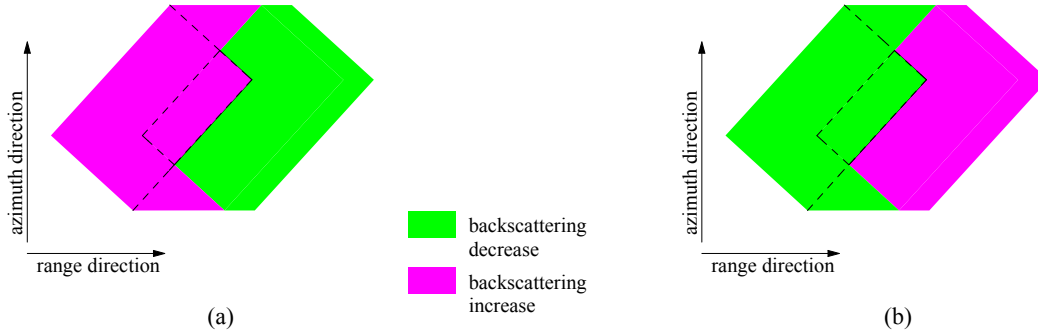 azimuth direction
range direction
(a)
backscattering
decrease
backscattering
increase
azimuth direction
range direction
(b)